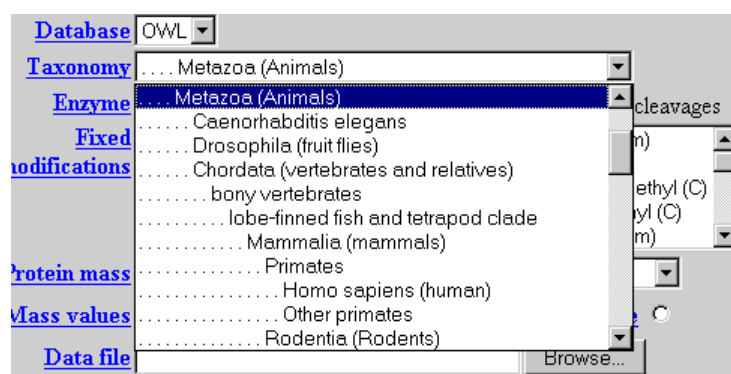 Database OWL
Taxonomy . . . . Metazoa (Animals)
Enzyme . . . . Metazoa (Animals) cleavages
. . . . . . Caenorhabditis elegans
Fixed . . . . . . Drosophila (fruit flies)
modifications . . . . . . Chordata (vertebrates and relatives)
. . . . . . . . bony vertebrates ethyl (C)
. . . . . . . . . . lobe-finned fish and tetrapod clade yl (C)
. . . . . . . . . . . . Mammalia (mammals) m)
Protein mass . . . . . . . . . . . . . . Primates
. . . . . . . . . . . . . . . . Homo sapiens (human)
Mass values . . . . . . . . . . . . . . . . Other primates
. . . . . . . . . . . . . . Rodentia (Rodents)
Data file Browse...